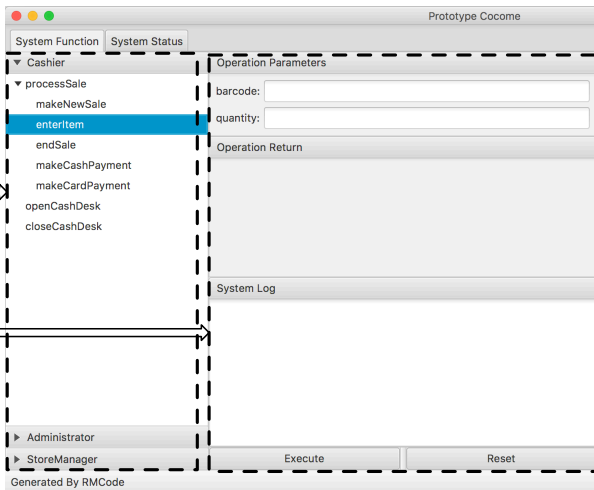 Prototype Cocome
System Function System Status
Cashier
processSale
makeNewSale
enterItem
endSale
makeCashPayment
makeCardPayment
openCashDesk
closeCashDesk
Administrator
StoreManager
Operation Parameters
barcode:
quantity:
Operation Return
System Log
Execute Reset
Generated By RMCode